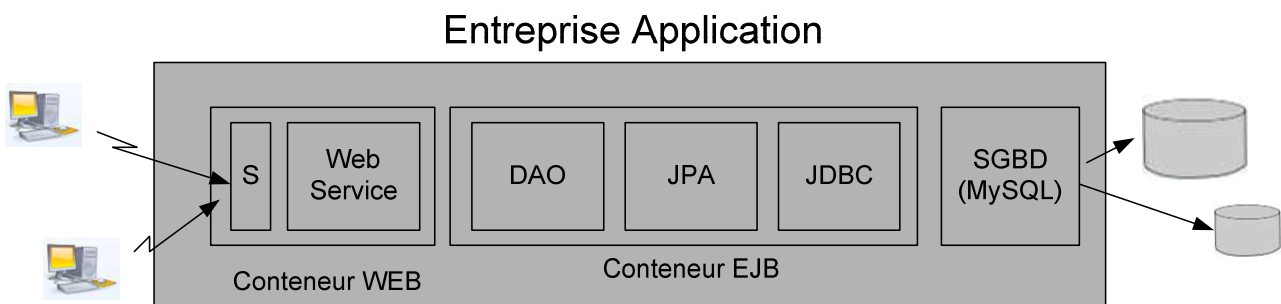 Entreprise Application
S
Web
Service
DAO
JPA
JDBC
SGBD
(MySQL)
Conteneur WEB
Conteneur EJB